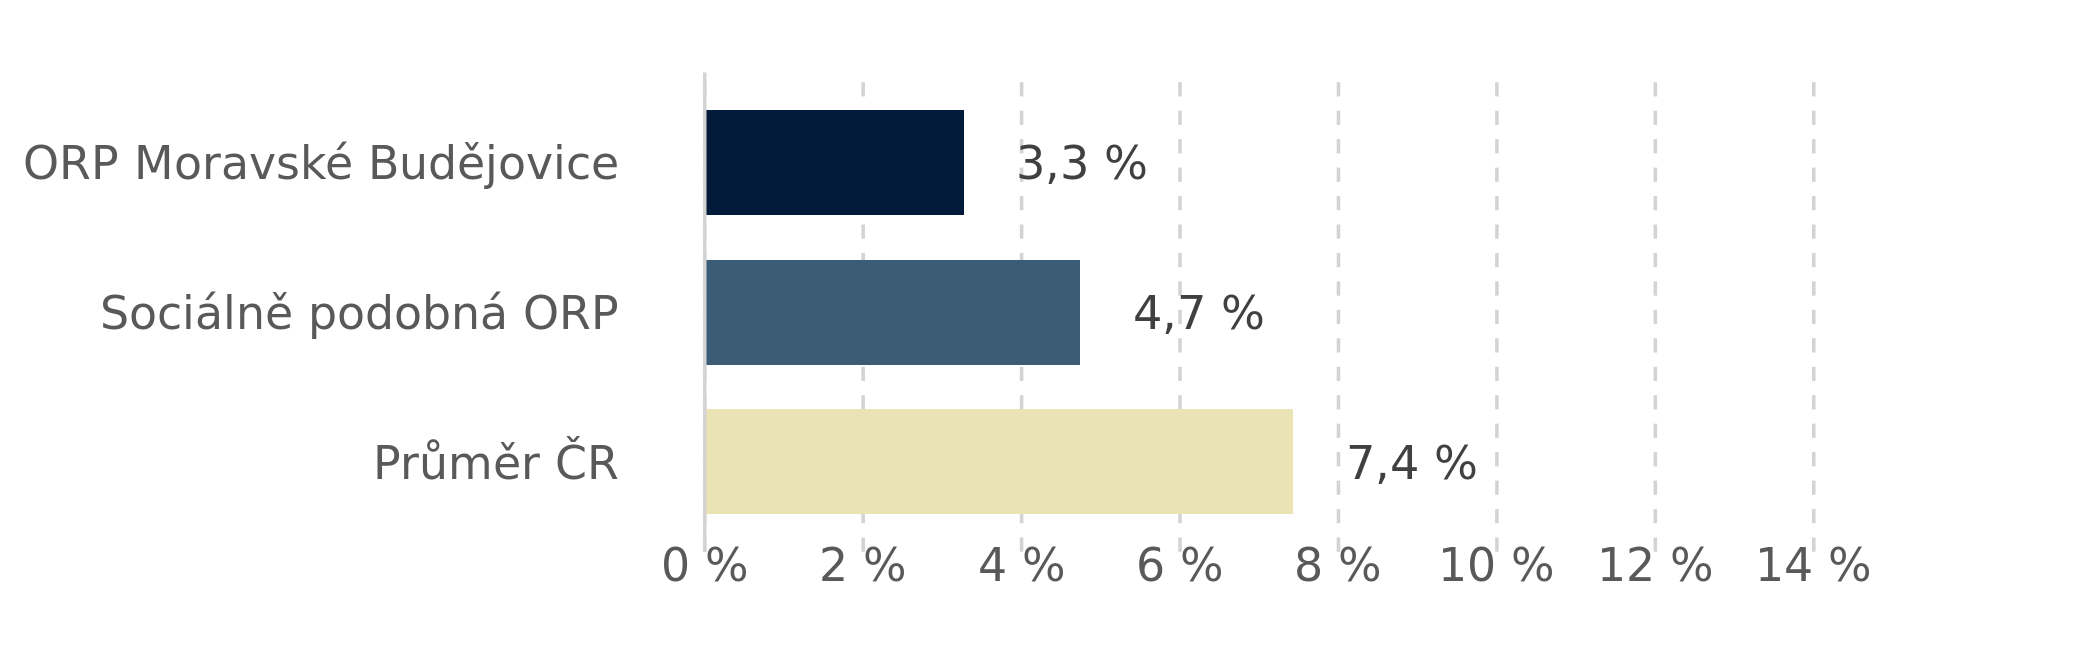 ORP Moravské Budějovice 3,3 %
Sociálně podobná ORP 4,7 %
Průměr ČR 7,4 %
0 % 2 % 4 % 6 % 8 % 10 % 12 % 14 %